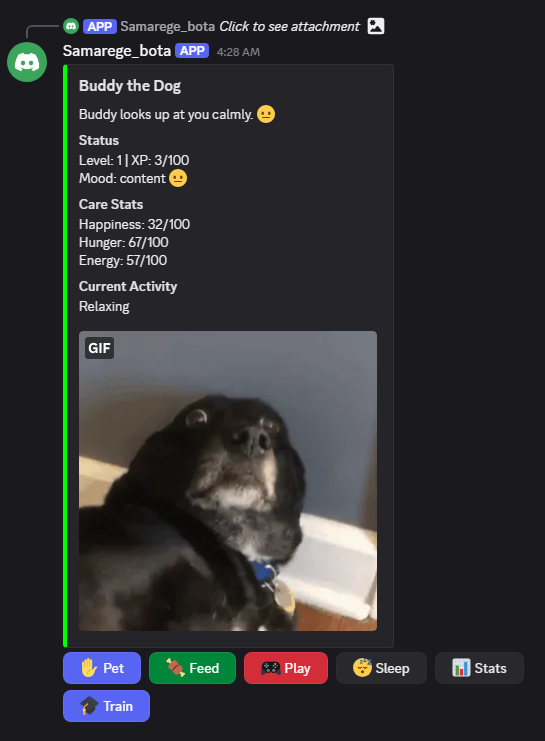 APP Samarege_bota Click to see attachment
Samarege_bota APP 4:28 AM
Buddy the Dog
Buddy looks up at you calmly. 😐
Status
Level: 1 | XP: 3/100
Mood: content 😐
Care Stats
Happiness: 32/100
Hunger: 67/100
Energy: 57/100
Current Activity
Relaxing
GIF
Pet Feed Play Sleep Stats
Train